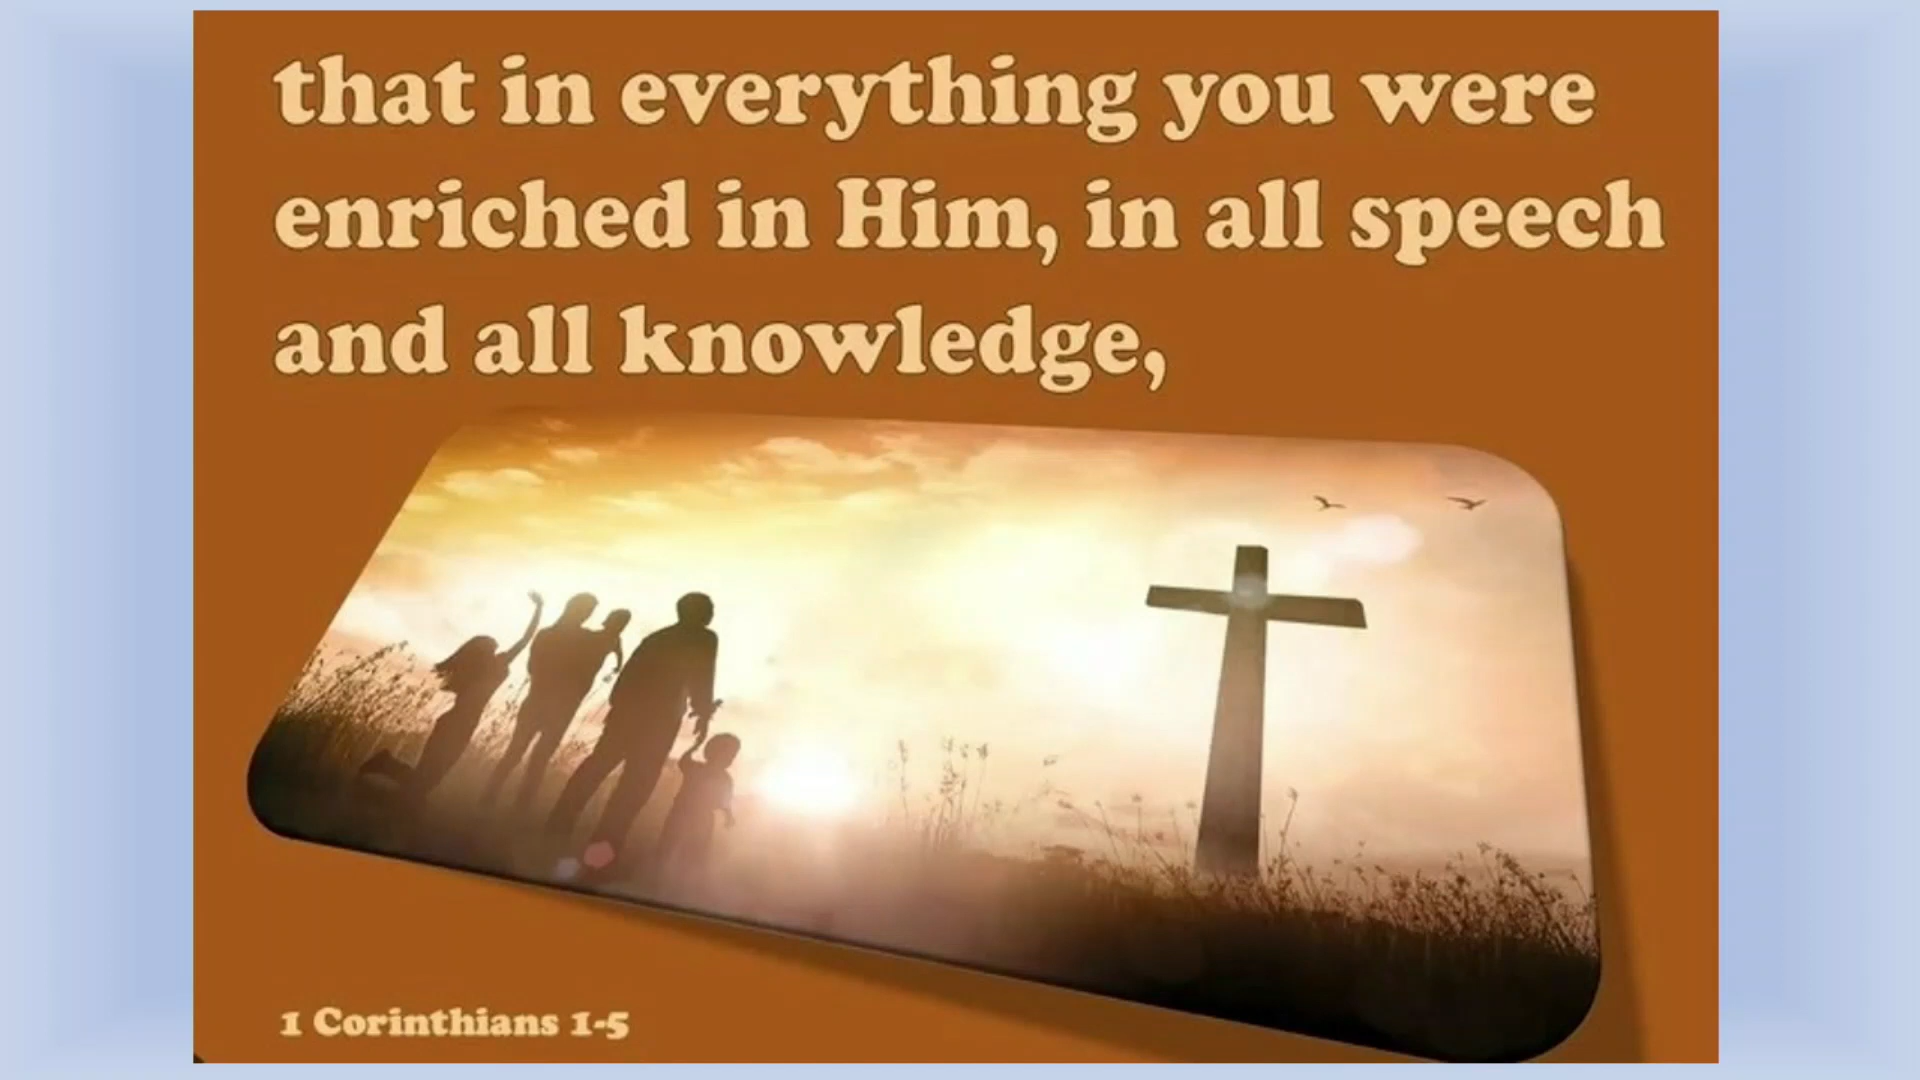 that in everything you were
enriched in Him, in all speech
and all knowledge,
1 Corinthians 1-5